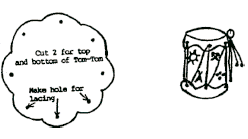 Cut 2 for top
and bottom of Tom-Tom
Make hole for
lacing